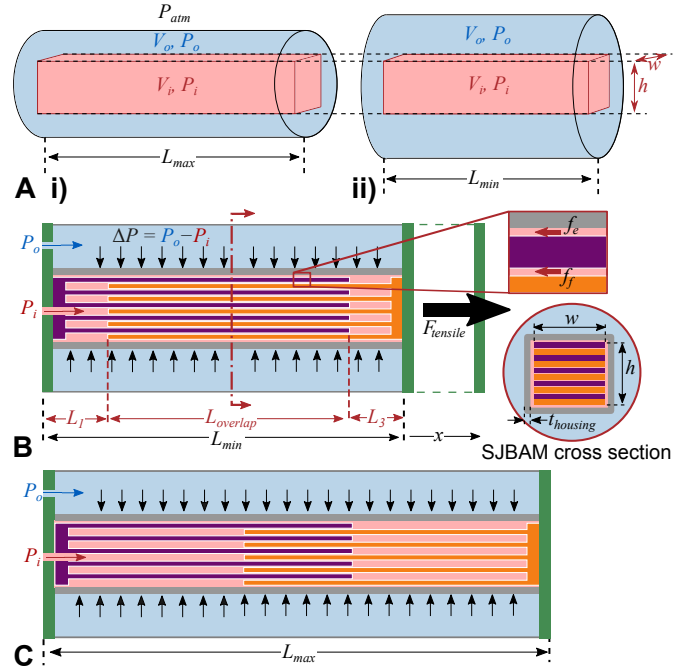 P_atm
V_o, P_o
V_o, P_o
w
V_i, P_i
V_i, P_i
h
L_max
L_min
A i)
ii)
P_o
ΔP = P_o−P_i
f_e
f_f
P_i
F_tensile
w
h
L_1
L_overlap
L_3
t_housing
L_min
x
B
SJBAM cross section
P_o
P_i
L_max
C